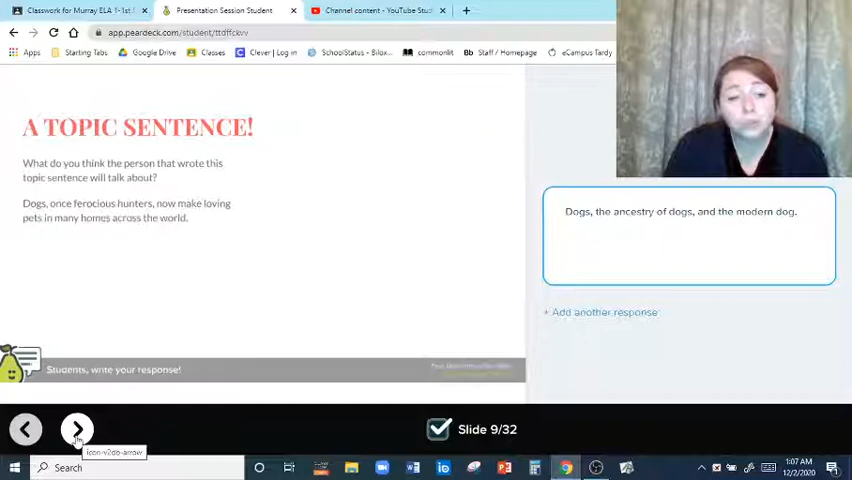 Classwork for Murray ELA 1-1st
Presentation Session Student
Channel content - YouTube Stu
app.peardeck.com/student/ttdffckvv
Apps
Starting Tabs
Google Drive
Classes
Clever | Log in
SchoolStatus - Bilox...
commonlit
Bb Staff / Homepage
eCampus Tardy
A TOPIC SENTENCE!
What do you think the person that wrote this
topic sentence will talk about?
Dogs, once ferocious hunters, now make loving
pets in many homes across the world.
Dogs, the ancestry of dogs, and the modern dog.
+ Add another response
Students, write your response!
Slide 9/32
icon-v2db-arrow
Search
1:07 AM
12/2/2020